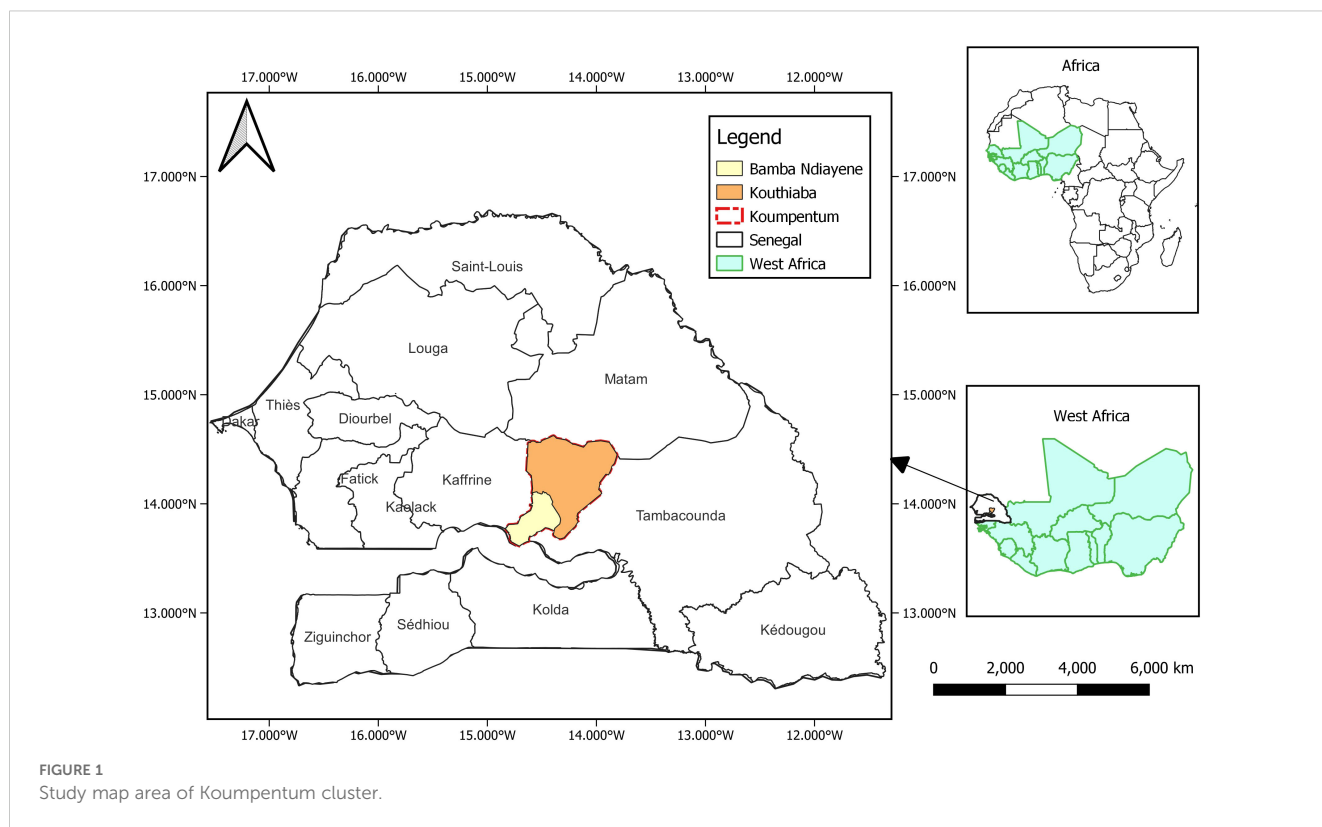 17.000°W 16.000°W 15.000°W 14.000°W 13.000°W 12.000°W
17.000°N
16.000°N
15.000°N
14.000°N
13.000°N
Legend
Bamba Ndiayene
Kouthiaba
Koumpentum
Senegal
West Africa
Saint-Louis
Louga
Matam
Thiès
Diourbel
Dakar
Fatick
Kaffrine
Kaolack
Tambacounda
Kolda
Sédhiou
Ziguinchor
Kédougou
17.000°N
16.000°N
15.000°N
14.000°N
13.000°N
17.000°W 16.000°W 15.000°W 14.000°W 13.000°W 12.000°W
Africa
West Africa
0 2,000 4,000 6,000 km
FIGURE 1
Study map area of Koumpentum cluster.